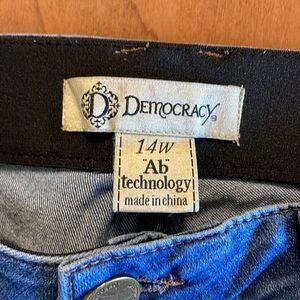 D DEMOCRACY®
14W
"Ab"
technology
made in china